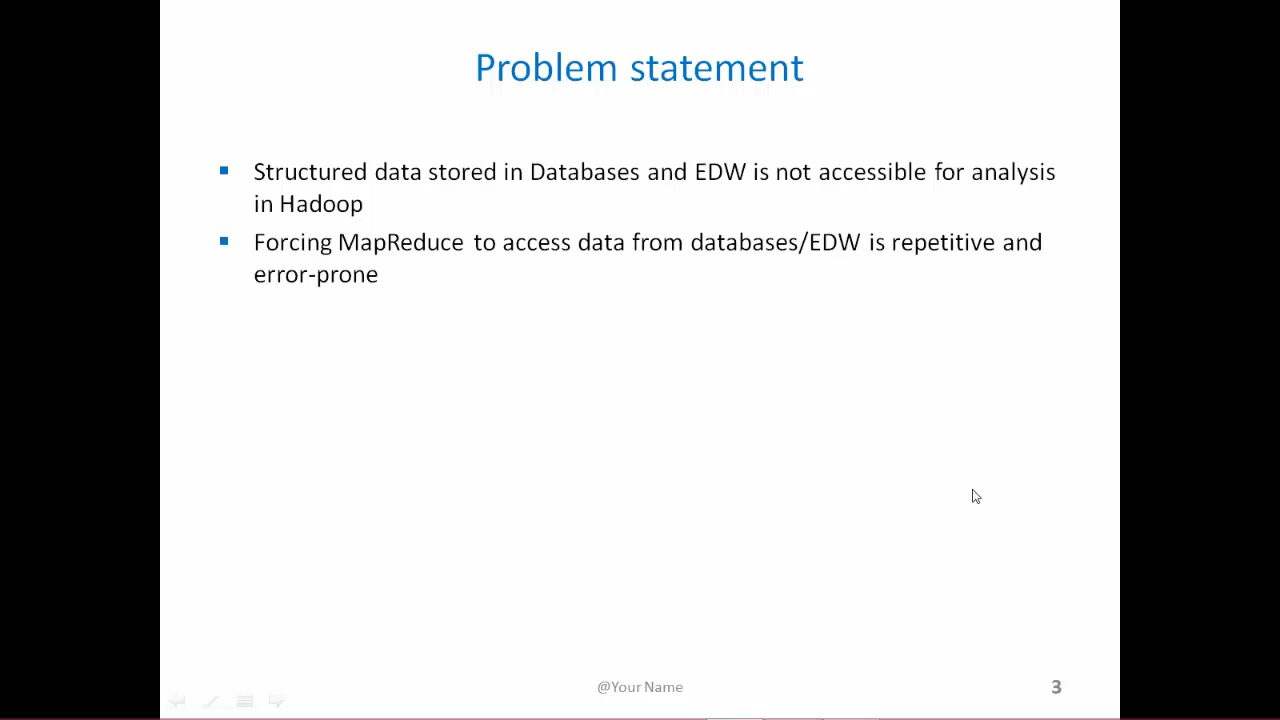 Problem statement
Structured data stored in Databases and EDW is not accessible for analysis
in Hadoop
Forcing MapReduce to access data from databases/EDW is repetitive and
error-prone
@Your Name
3